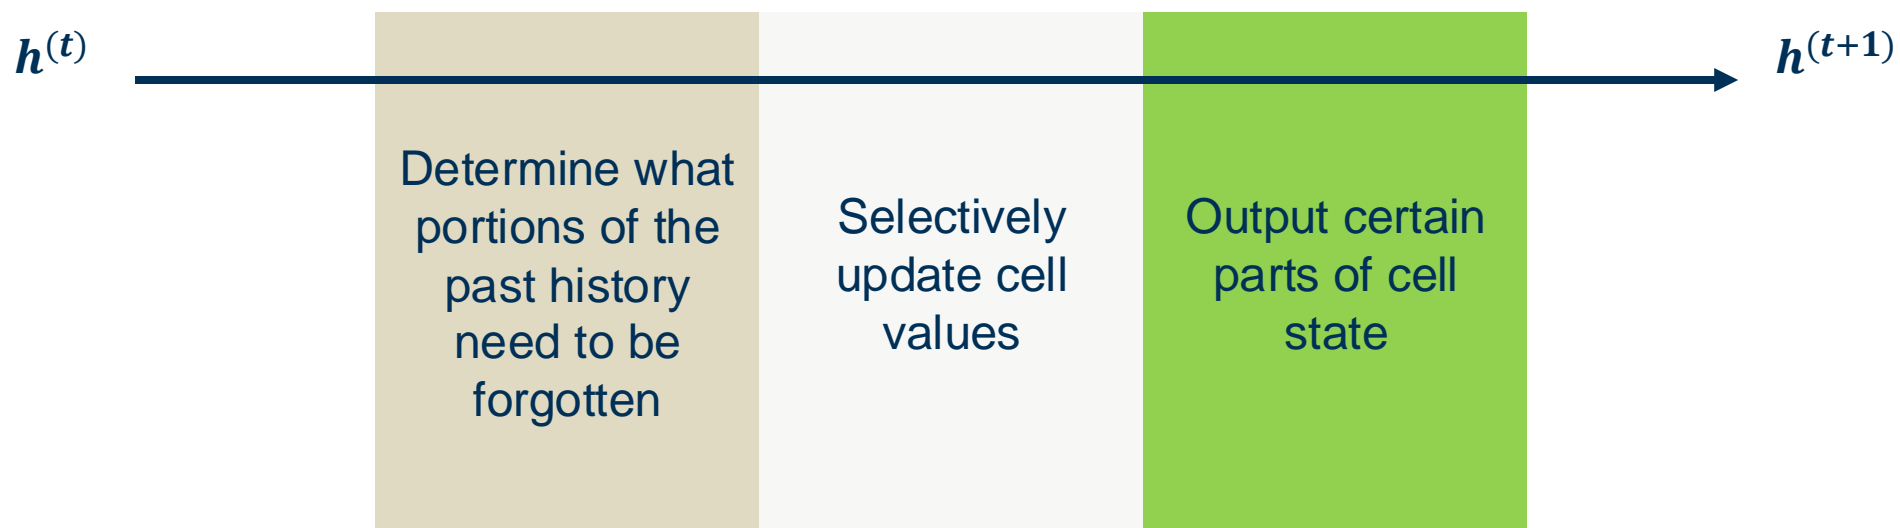 h^(t)
h^(t+1)
Determine what
portions of the
past history
need to be
forgotten
Selectively
update cell
values
Output certain
parts of cell
state